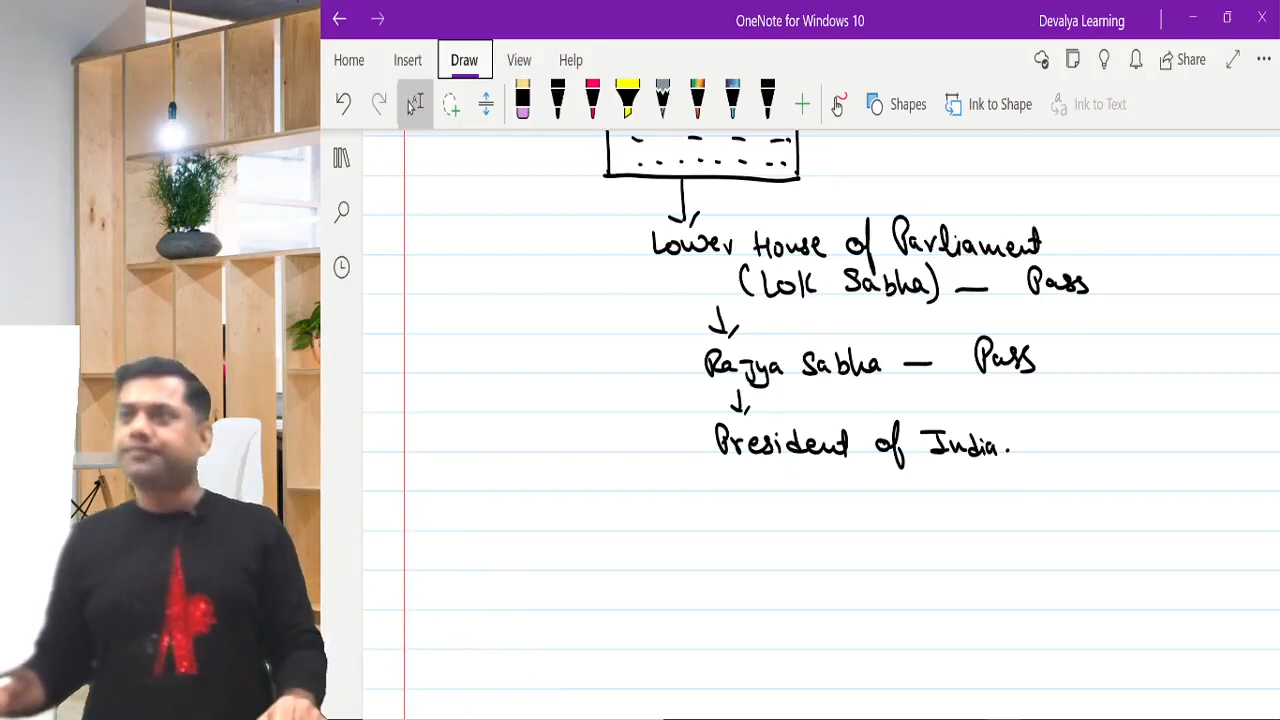 OneNote for Windows 10
Devalya Learning
Home Insert Draw View Help
Share
Shapes
Ink to Shape
Ink to Text
Lower House of Parliament
(Lok Sabha) — Pass
Rajya Sabha — Pass
President of India.